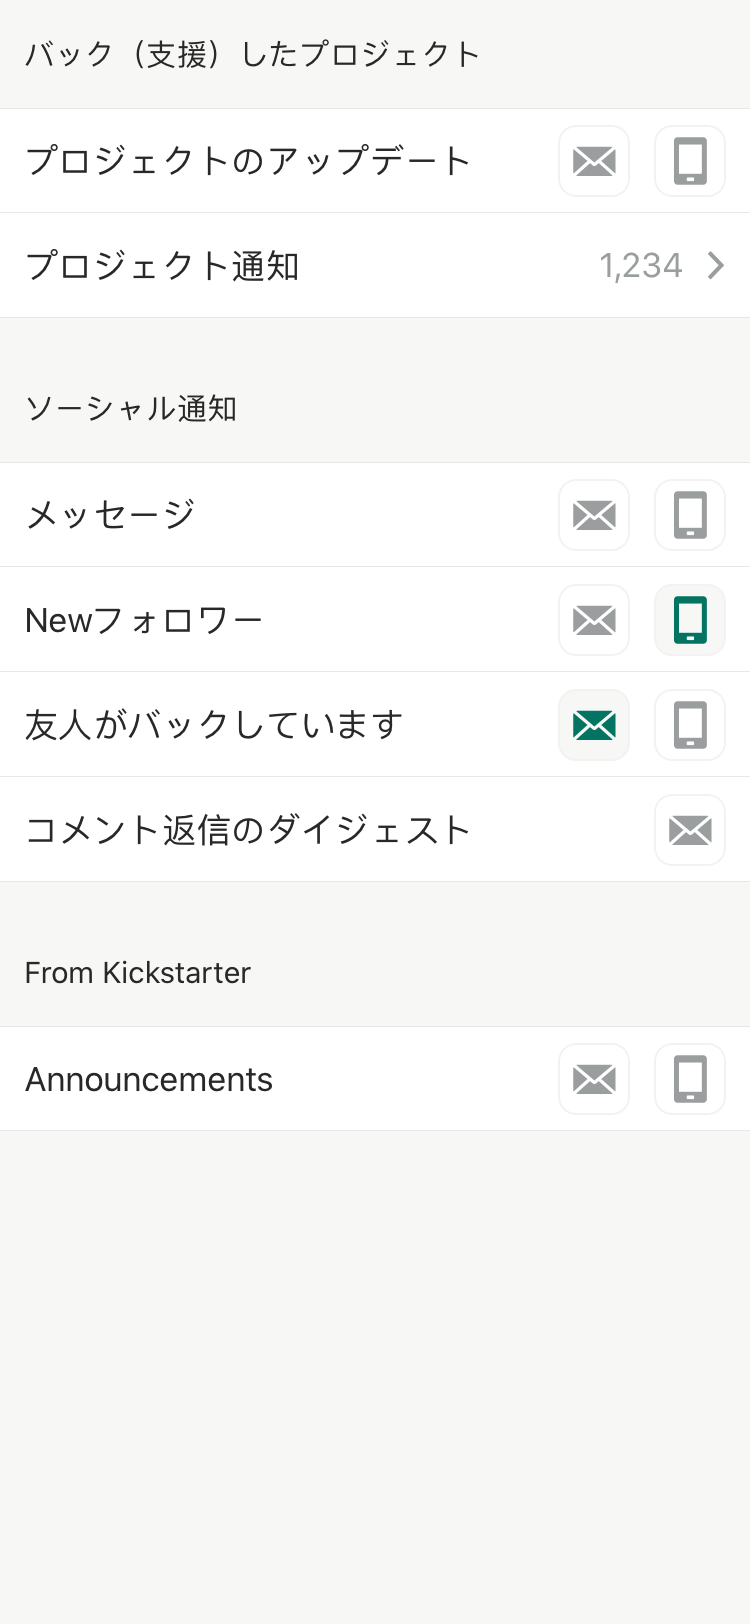 バック（支援）したプロジェクト
プロジェクトのアップデート
プロジェクト通知 1,234
ソーシャル通知
メッセージ
Newフォロワー
友人がバックしています
コメント返信のダイジェスト
From Kickstarter
Announcements